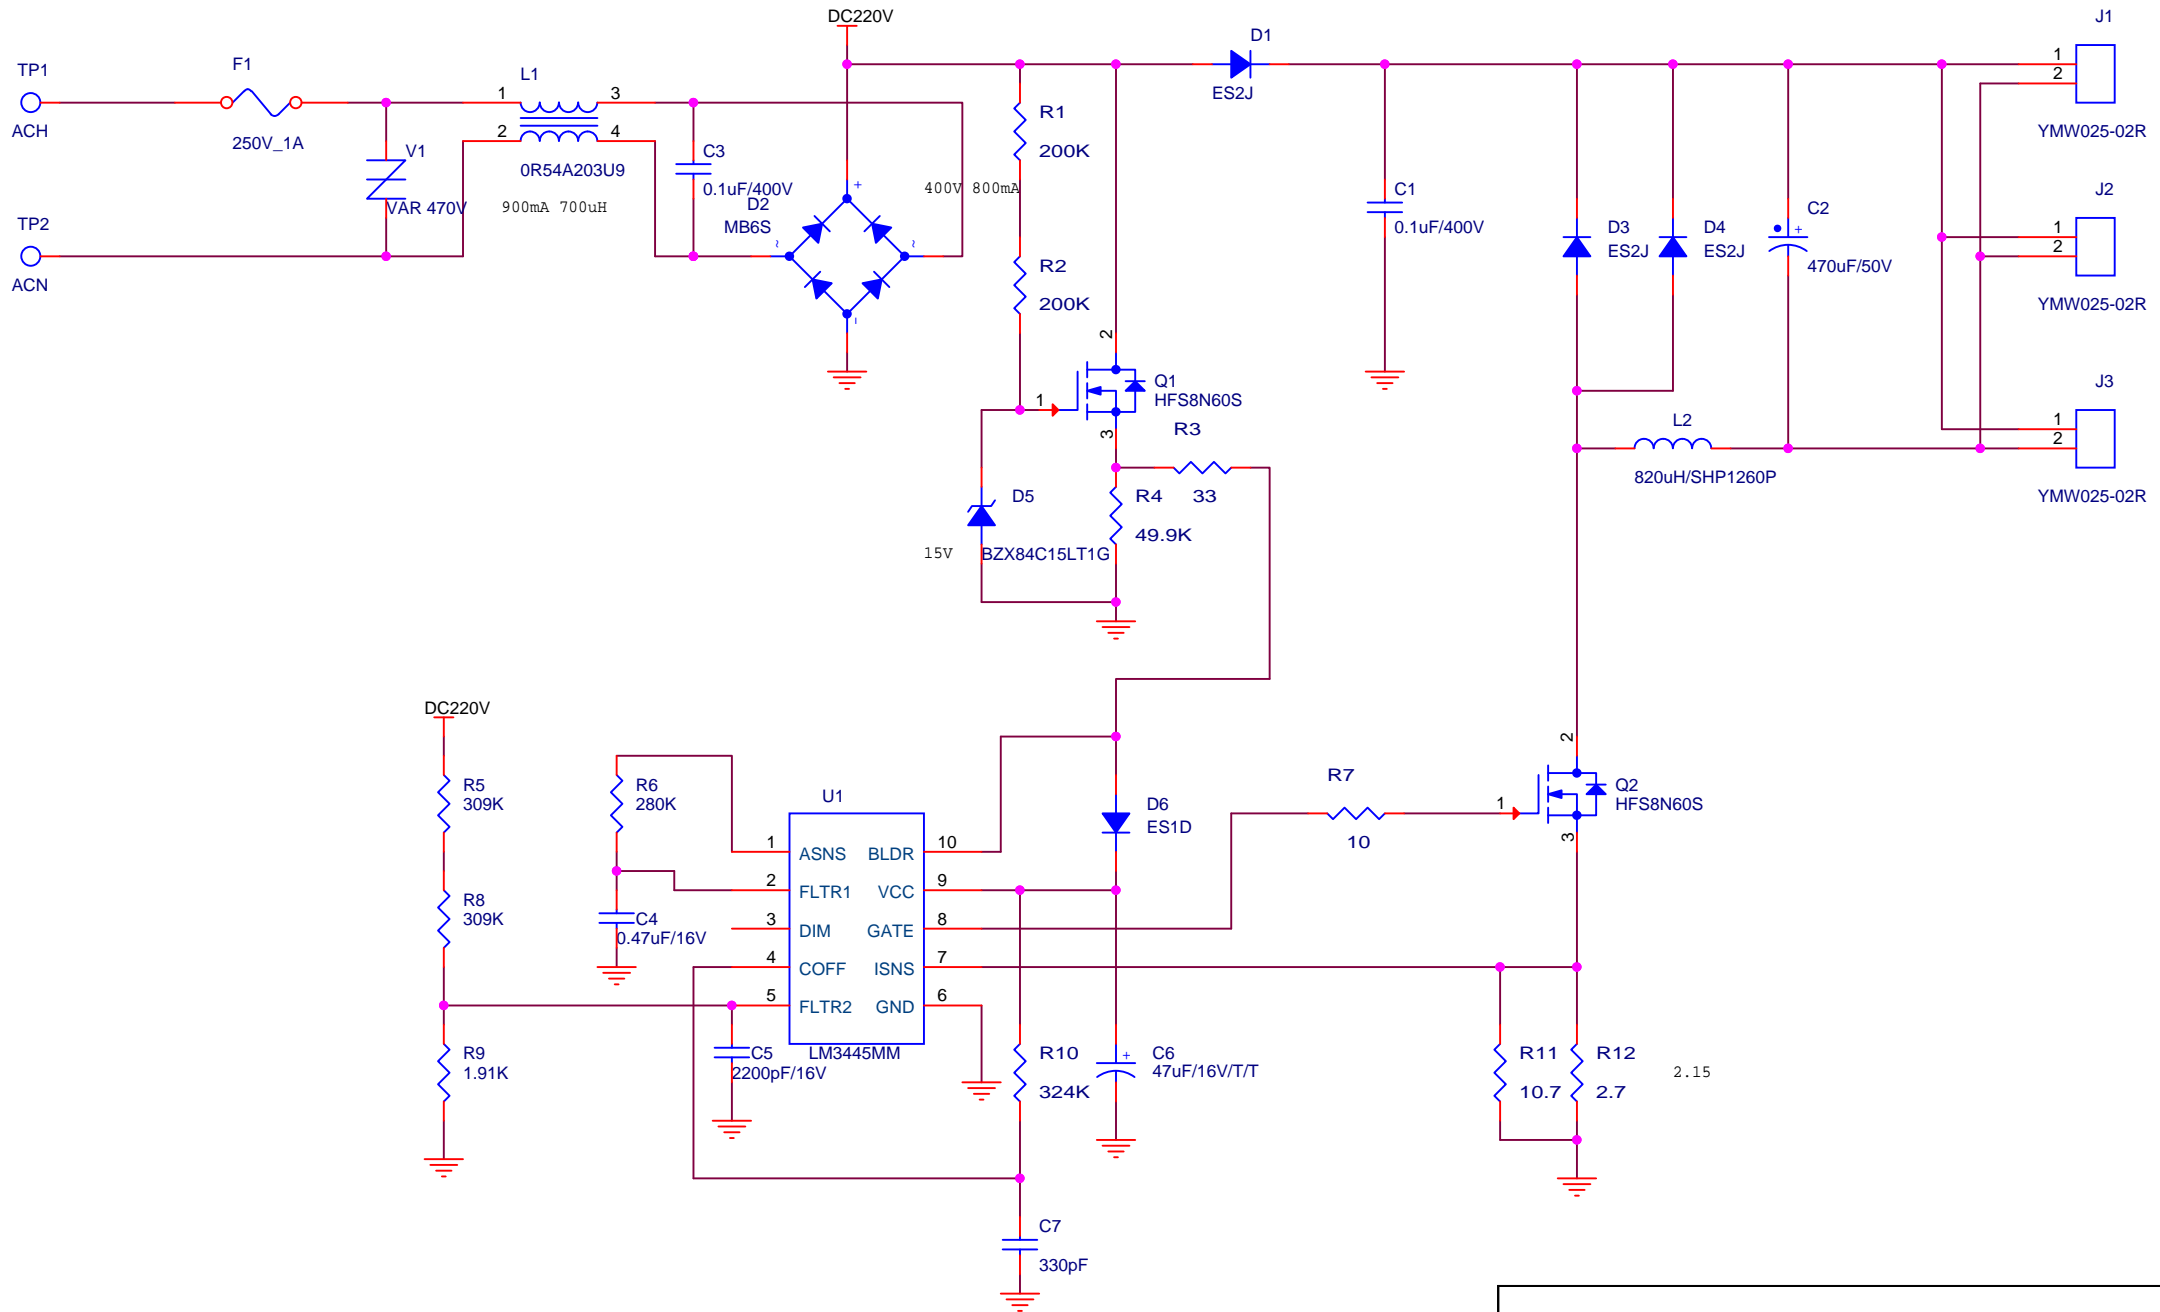 DC220V
J1
D1
F1
TP1
L1
1
3
1
2
ES2J
ACH
R1
2
4
YMW025-02R
250V_1A
V1
C3
200K
0R54A203U9
0.1uF/400V
400V 800mA
C1
J2
VAR 470V
900mA 700uH
D2
C2
TP2
MB6S
0.1uF/400V
D3
D4
+
~
~
+
1
2
ES2J
ES2J
R2
470uF/50V
ACN
200K
YMW025-02R
-
2
Q1
HFS8N60S
J3
1
3
R3
L2
1
2
D5
R4
33
820uH/SHP1260P
YMW025-02R
49.9K
15V
BZX84C15LT1G
DC220V
2
R5
309K
R6
280K
U1
D6
ES1D
R7
10
1
Q2
HFS8N60S
3
1
ASNS
BLDR
10
2
FLTR1
VCC
9
R8
309K
C4
0.47uF/16V
3
DIM
GATE
8
4
COFF
ISNS
7
5
FLTR2
GND
6
R9
1.91K
C5
2200pF/16V
LM3445MM
R10
324K
+
C6
47uF/16V/T/T
R11
10.7
R12
2.7
2.15
C7
330pF